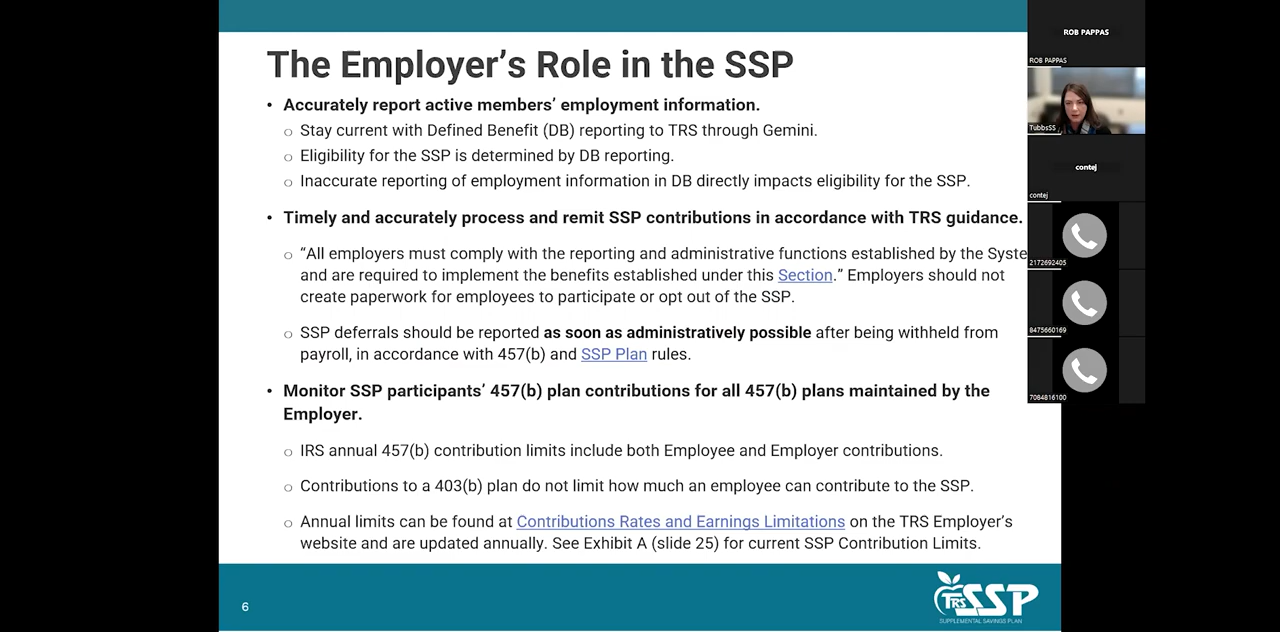 The Employer's Role in the SSP
• Accurately report active members' employment information.
○ Stay current with Defined Benefit (DB) reporting to TRS through Gemini.
○ Eligibility for the SSP is determined by DB reporting.
○ Inaccurate reporting of employment information in DB directly impacts eligibility for the SSP.
• Timely and accurately process and remit SSP contributions in accordance with TRS guidance.
○ “All employers must comply with the reporting and administrative functions established by the Syste
and are required to implement the benefits established under this Section.” Employers should not
create paperwork for employees to participate or opt out of the SSP.
○ SSP deferrals should be reported as soon as administratively possible after being withheld from
payroll, in accordance with 457(b) and SSP Plan rules.
• Monitor SSP participants’ 457(b) plan contributions for all 457(b) plans maintained by the
Employer.
○ IRS annual 457(b) contribution limits include both Employee and Employer contributions.
○ Contributions to a 403(b) plan do not limit how much an employee can contribute to the SSP.
○ Annual limits can be found at Contributions Rates and Earnings Limitations on the TRS Employer’s
website and are updated annually. See Exhibit A (slide 25) for current SSP Contribution Limits.
6
TRS SSP
SUPPLEMENTAL SAVINGS PLAN
ROB PAPPAS
ROB PAPPAS
TubbsSS
contej
contej
2172692405
8475660169
7084816100